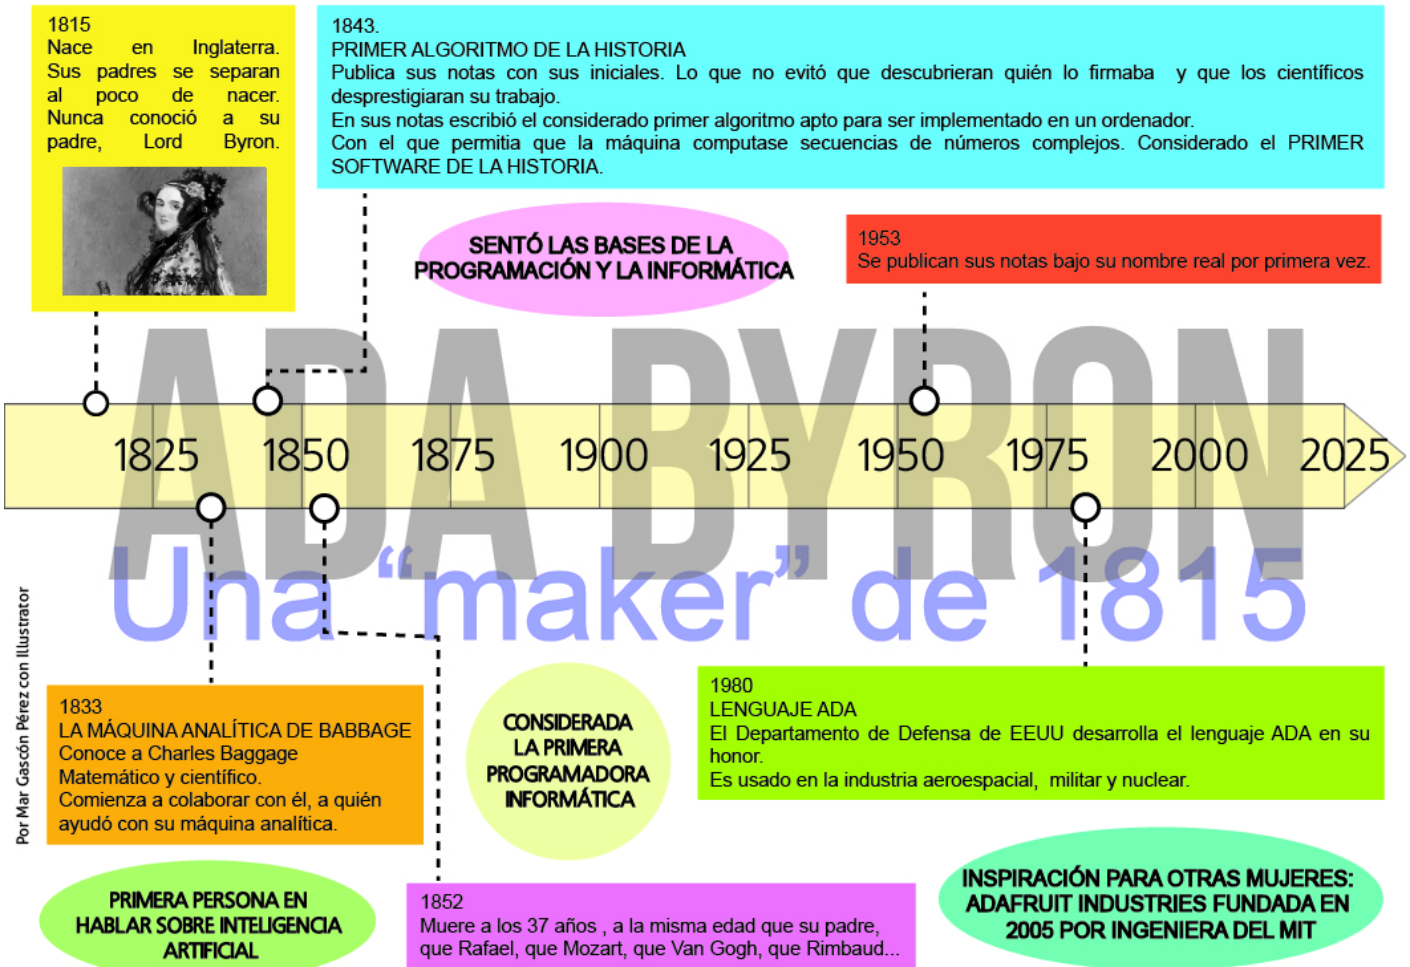 1815
Nace en Inglaterra.
Sus padres se separan
al poco de nacer.
Nunca conoció a su
padre, Lord Byron.
1843.
PRIMER ALGORITMO DE LA HISTORIA
Publica sus notas con sus iniciales. Lo que no evitó que descubrieran quién lo firmaba y que los científicos
desprestigiaran su trabajo.
En sus notas escribió el considerado primer algoritmo apto para ser implementado en un ordenador.
Con el que permitia que la máquina computase secuencias de números complejos. Considerado el PRIMER
SOFTWARE DE LA HISTORIA.
SENTÓ LAS BASES DE LA
PROGRAMACIÓN Y LA INFORMÁTICA
1953
Se publican sus notas bajo su nombre real por primera vez.
ADA BYRON
1825 1850 1875 1900 1925 1950 1975 2000 2025
Una “maker” de 1815
Por Mar Gascón Pérez con Illustrator
1833
LA MÁQUINA ANALÍTICA DE BABBAGE
Conoce a Charles Baggage
Matemático y científico.
Comienza a colaborar con él, a quién
ayudó con su máquina analítica.
CONSIDERADA
LA PRIMERA
PROGRAMADORA
INFORMÁTICA
1980
LENGUAJE ADA
El Departamento de Defensa de EEUU desarrolla el lenguaje ADA en su
honor.
Es usado en la industria aeroespacial, militar y nuclear.
PRIMERA PERSONA EN
HABLAR SOBRE INTELIGENCIA
ARTIFICIAL
1852
Muere a los 37 años , a la misma edad que su padre,
que Rafael, que Mozart, que Van Gogh, que Rimbaud...
INSPIRACIÓN PARA OTRAS MUJERES:
ADAFRUIT INDUSTRIES FUNDADA EN
2005 POR INGENIERA DEL MIT